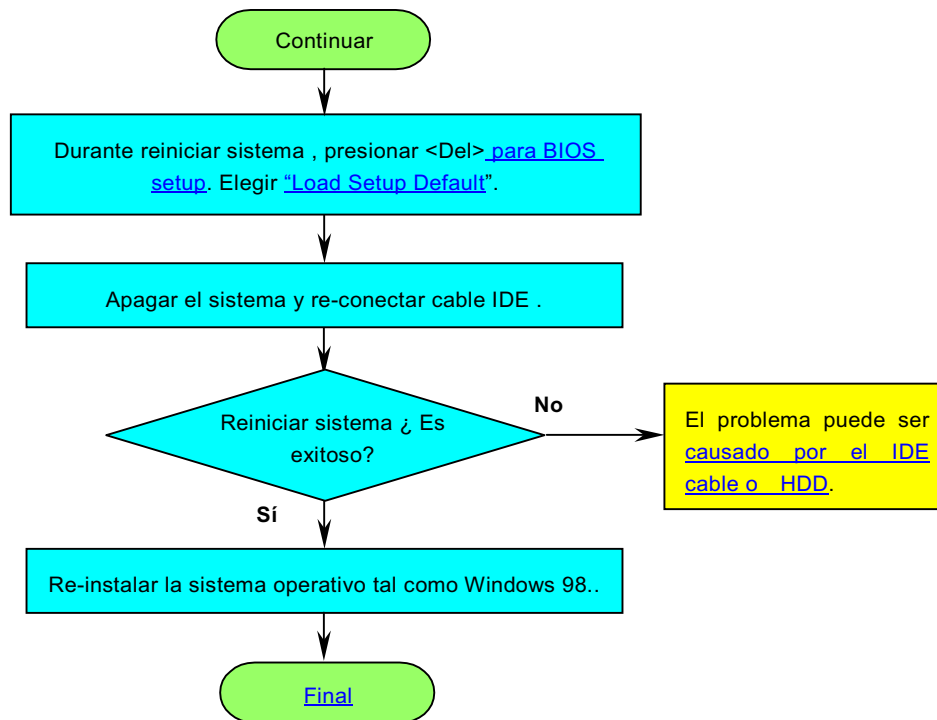 Continuar
Durante reiniciar sistema , presionar <Del> para BIOS
setup. Elegir “Load Setup Default”.
Apagar el sistema y re-conectar cable IDE .
Reiniciar sistema ¿ Es
exitoso?
No
El problema puede ser
causado por el IDE
cable o HDD.
Sí
Re-instalar la sistema operativo tal como Windows 98..
Final